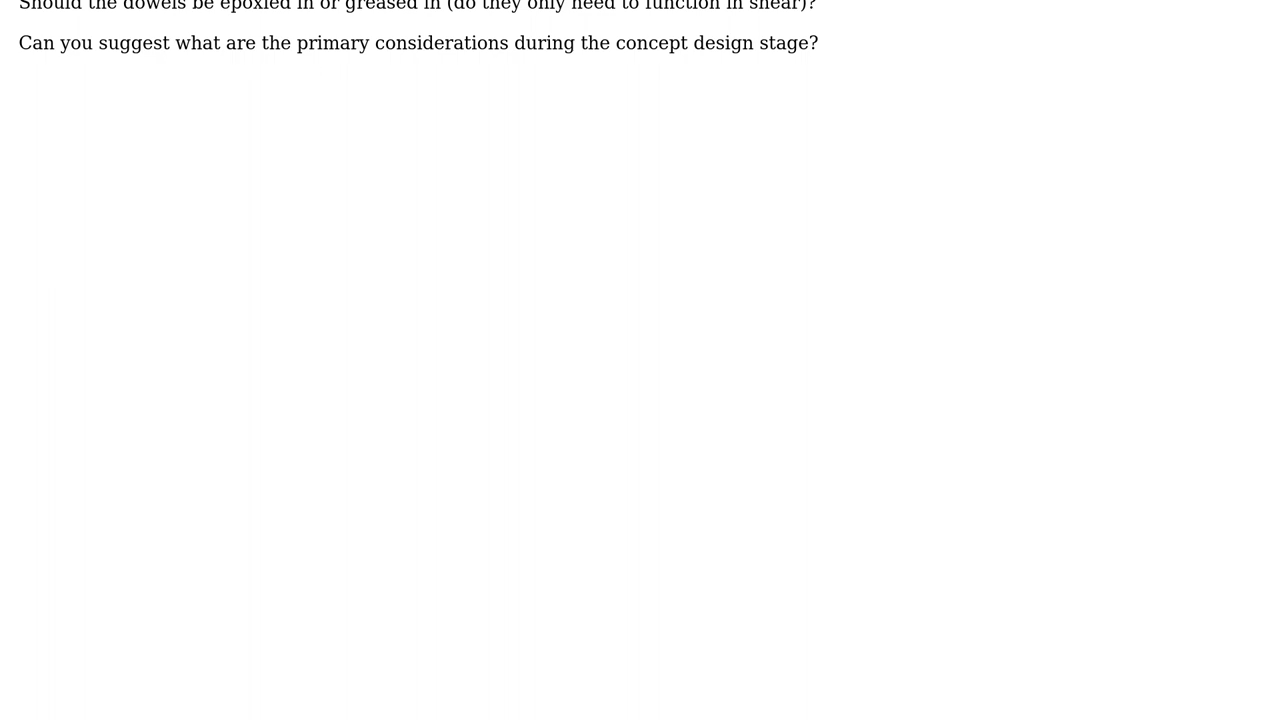 Should the dowels be epoxied in or greased in (do they only need to function in shear)?
Can you suggest what are the primary considerations during the concept design stage?